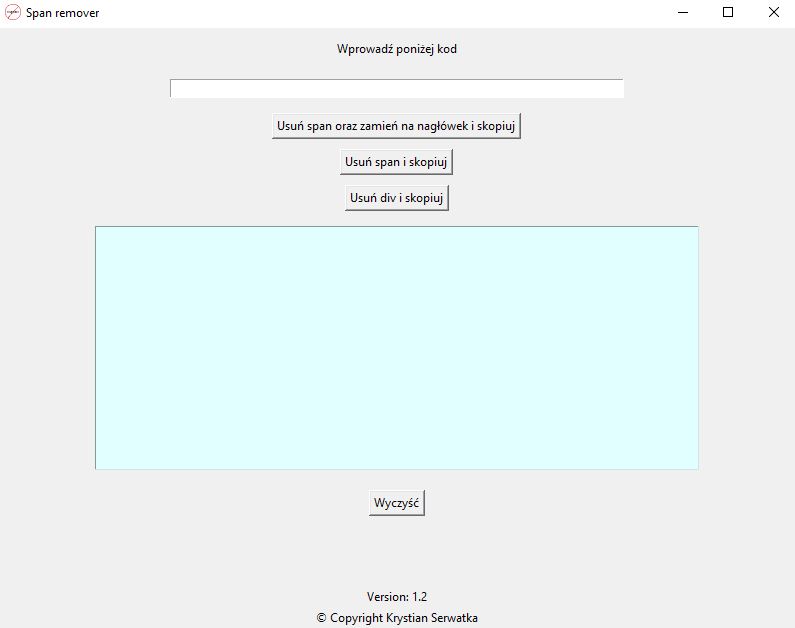 Span remover
Wprowadź poniżej kod
Usuń span oraz zamień na nagłówek i skopiuj
Usuń span i skopiuj
Usuń div i skopiuj
Wyczyść
Version: 1.2
© Copyright Krystian Serwatka